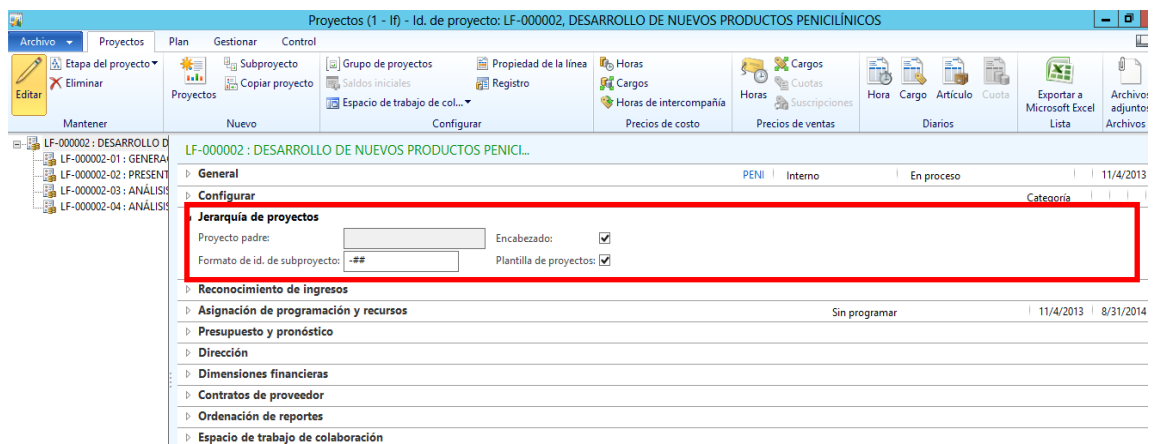 Proyectos (1 - lf) - Id. de proyecto: LF-000002, DESARROLLO DE NUEVOS PRODUCTOS PENICILÍNICOS
Archivo Proyectos Plan Gestionar Control
Editar
Etapa del proyecto
Eliminar
Mantener
Proyectos
Subproyecto
Copiar proyecto
Nuevo
Grupo de proyectos
Saldos iniciales
Espacio de trabajo de col...
Propiedad de la línea
Registro
Configurar
Horas
Cargos
Horas de intercompañía
Precios de costo
Horas
Cargos
Cuotas
Suscripciones
Precios de ventas
Hora Cargo Artículo Cuota
Diarios
Exportar a
Microsoft Excel
Lista
Archivos
adjuntos
Archivos
LF-000002 : DESARROLLO D
LF-000002-01 : GENERA
LF-000002-02 : PRESENT
LF-000002-03 : ANÁLISIS
LF-000002-04 : ANÁLISIS
LF-000002 : DESARROLLO DE NUEVOS PRODUCTOS PENICI...
General PENI Interno En proceso 11/4/2013
Configurar Categoría
Jerarquía de proyectos
Proyecto padre: Encabezado:
Formato de id. de subproyecto: -## Plantilla de proyectos:
Reconocimiento de ingresos
Asignación de programación y recursos Sin programar 11/4/2013 8/31/2014
Presupuesto y pronóstico
Dirección
Dimensiones financieras
Contratos de proveedor
Ordenación de reportes
Espacio de trabajo de colaboración